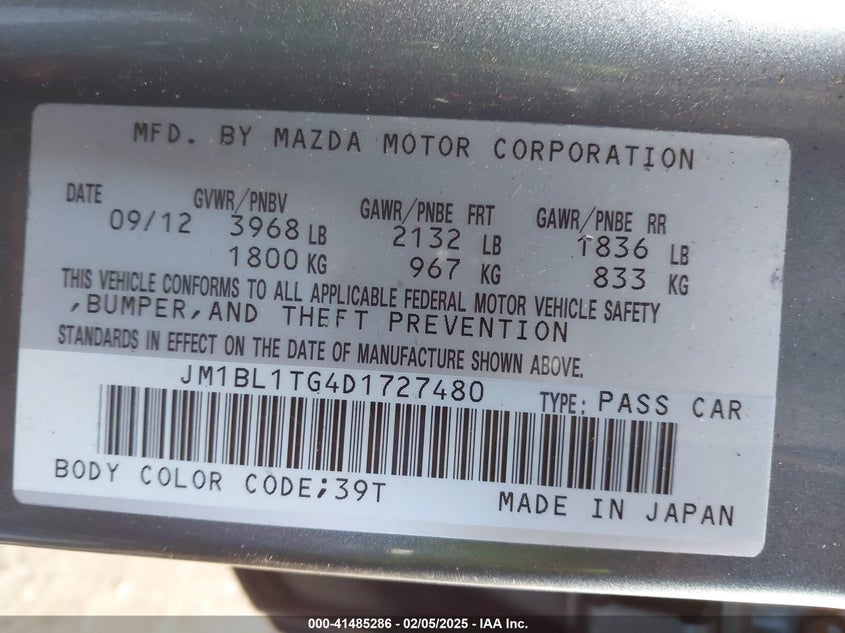 MFD. BY MAZDA MOTOR CORPORATION
DATE GVWR/PNBV GAWR/PNBE FRT GAWR/PNBE RR
09/12 3968 LB 2132 LB 1836 LB
1800 KG 967 KG 833 KG
THIS VEHICLE CONFORMS TO ALL APPLICABLE FEDERAL MOTOR VEHICLE SAFETY
,BUMPER,AND THEFT PREVENTION
STANDARDS IN EFFECT ON THE DATE OF MANUFACTURE SHOWN ABOVE.
JM1BL1TG4D1727480 TYPE: PASS CAR
BODY COLOR CODE;39T MADE IN JAPAN
000-41485286 - 02/05/2025 - IAA Inc.